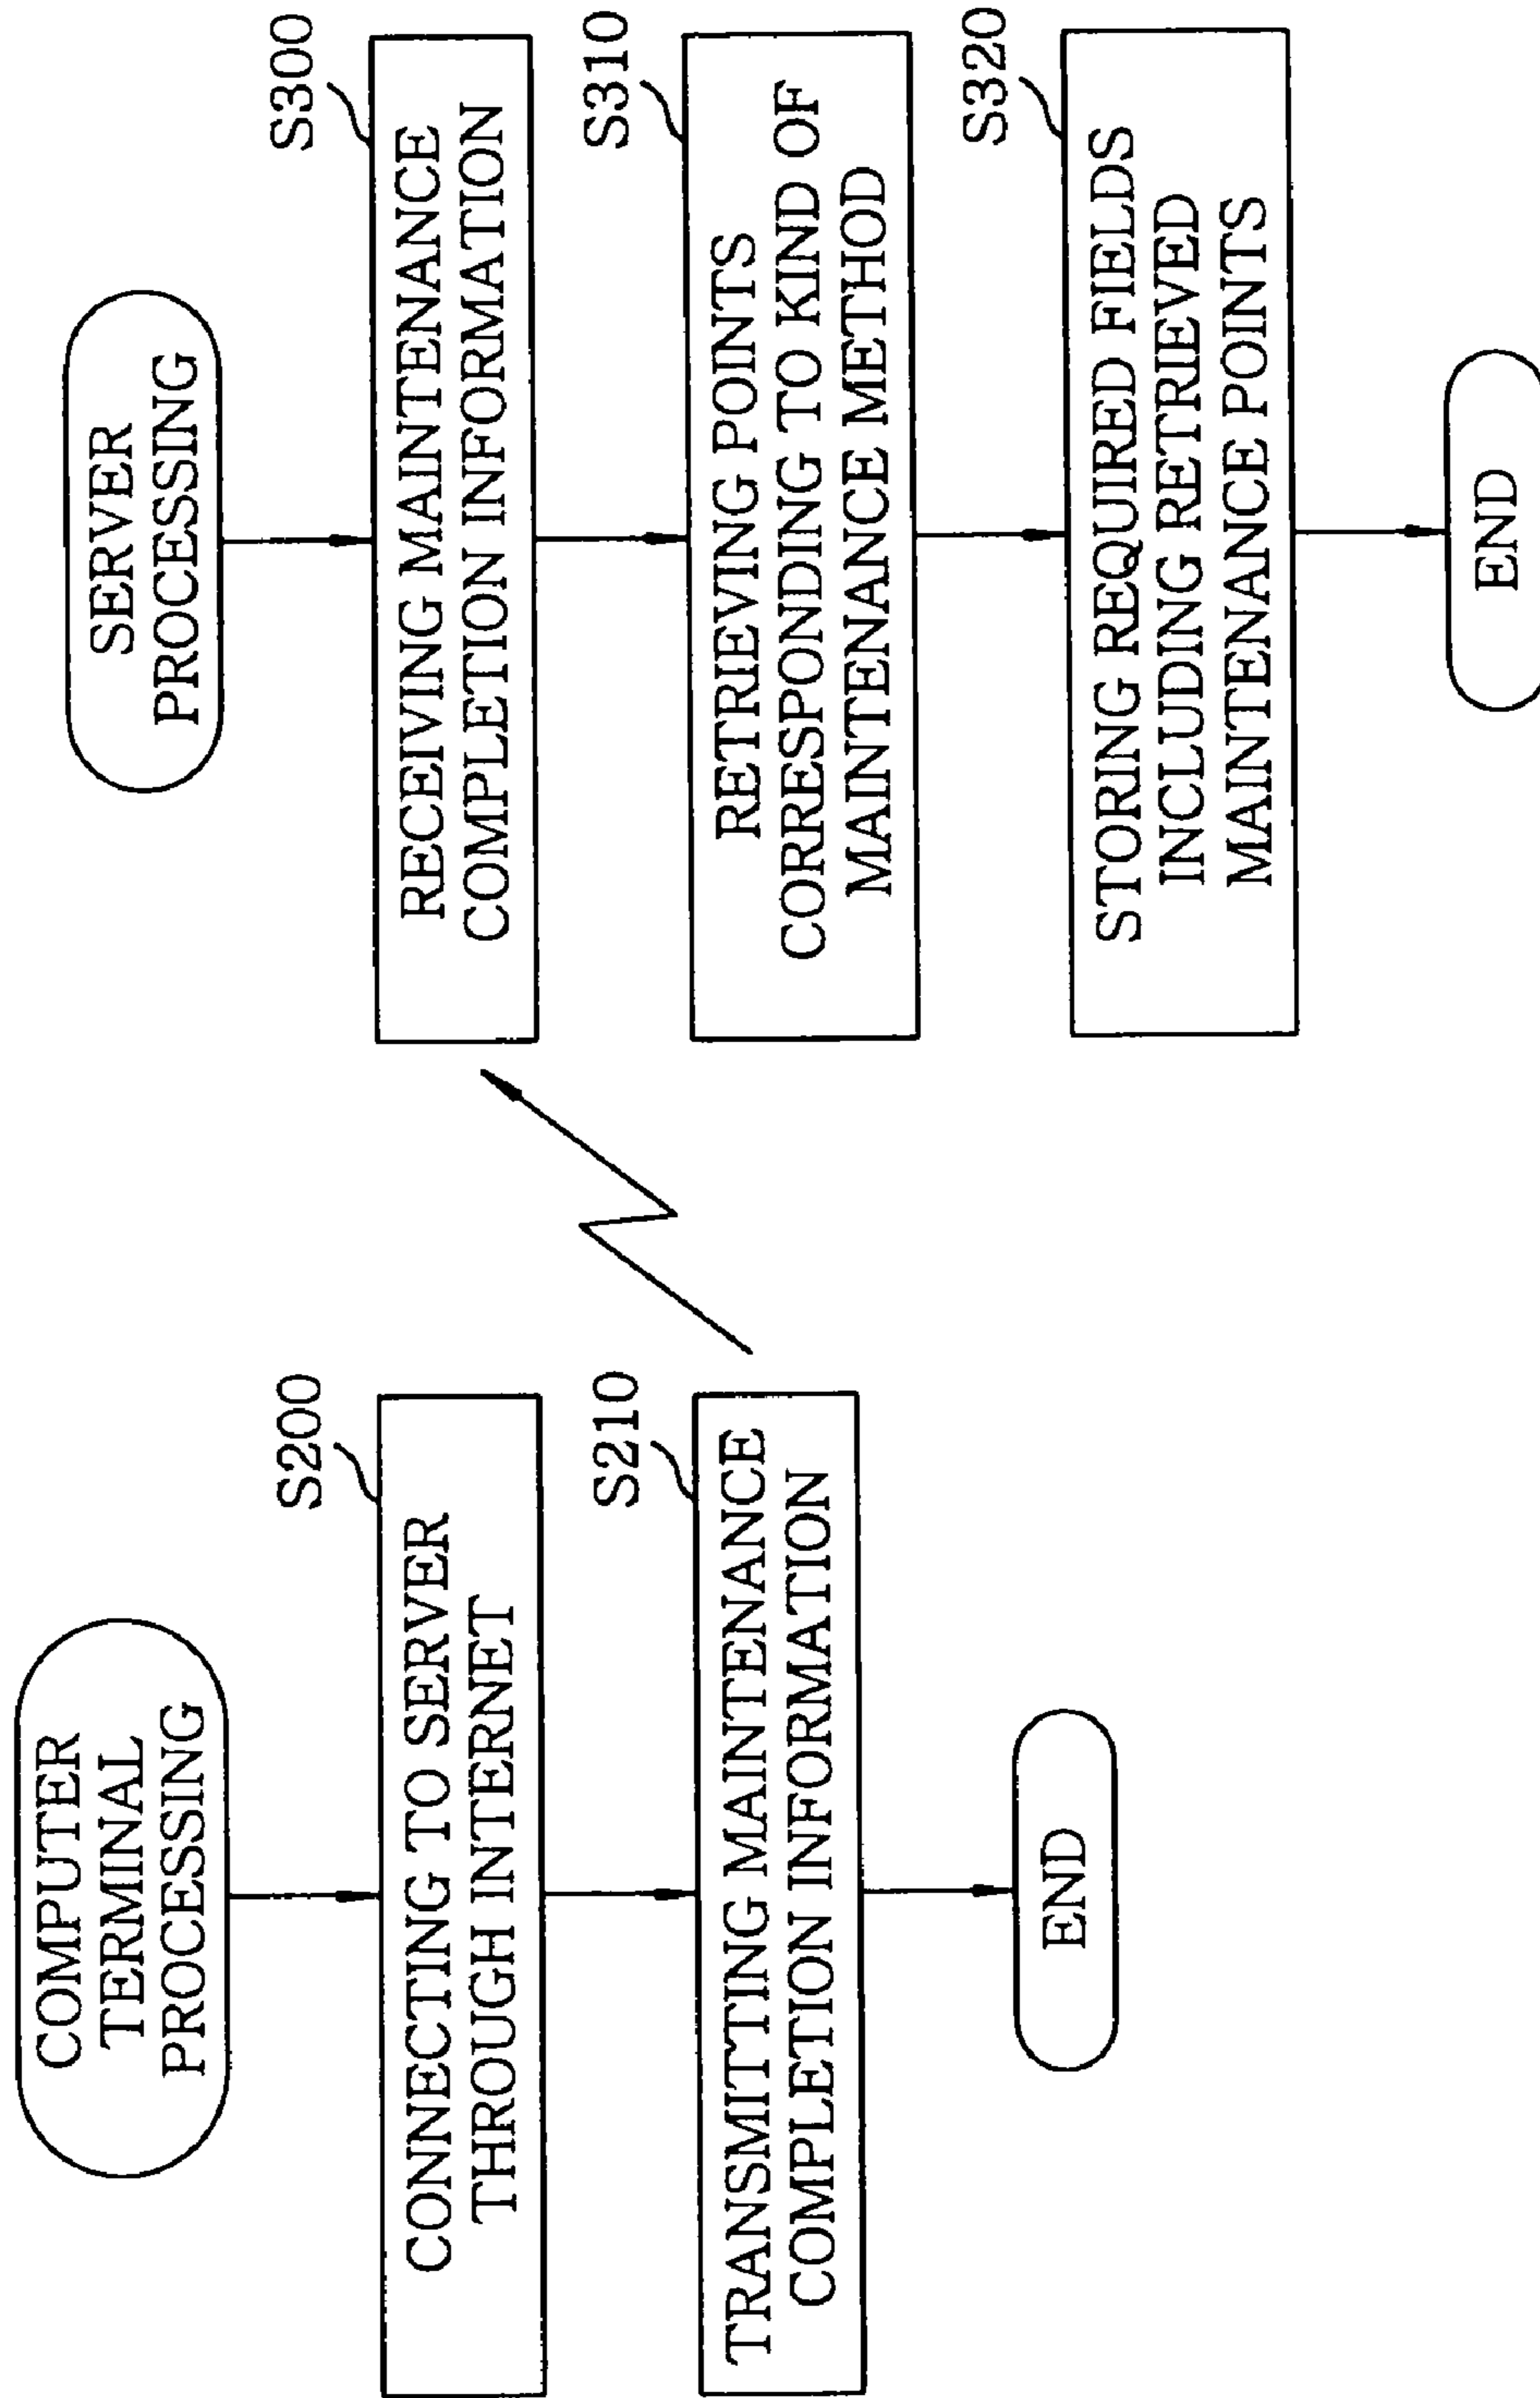 COMPUTER
TERMINAL
PROCESSING
S200
CONNECTING TO SERVER
THROUGH INTERNET
S210
TRANSMITTING MAINTENANCE
COMPLETION INFORMATION
END
SERVER
PROCESSING
S300
RECEIVING MAINTENANCE
COMPLETION INFORMATION
S310
RETRIEVING POINTS
CORRESPONDING TO KIND OF
MAINTENANCE METHOD
S320
STORING REQUIRED FIELDS
INCLUDING RETRIEVED
MAINTENANCE POINTS
END